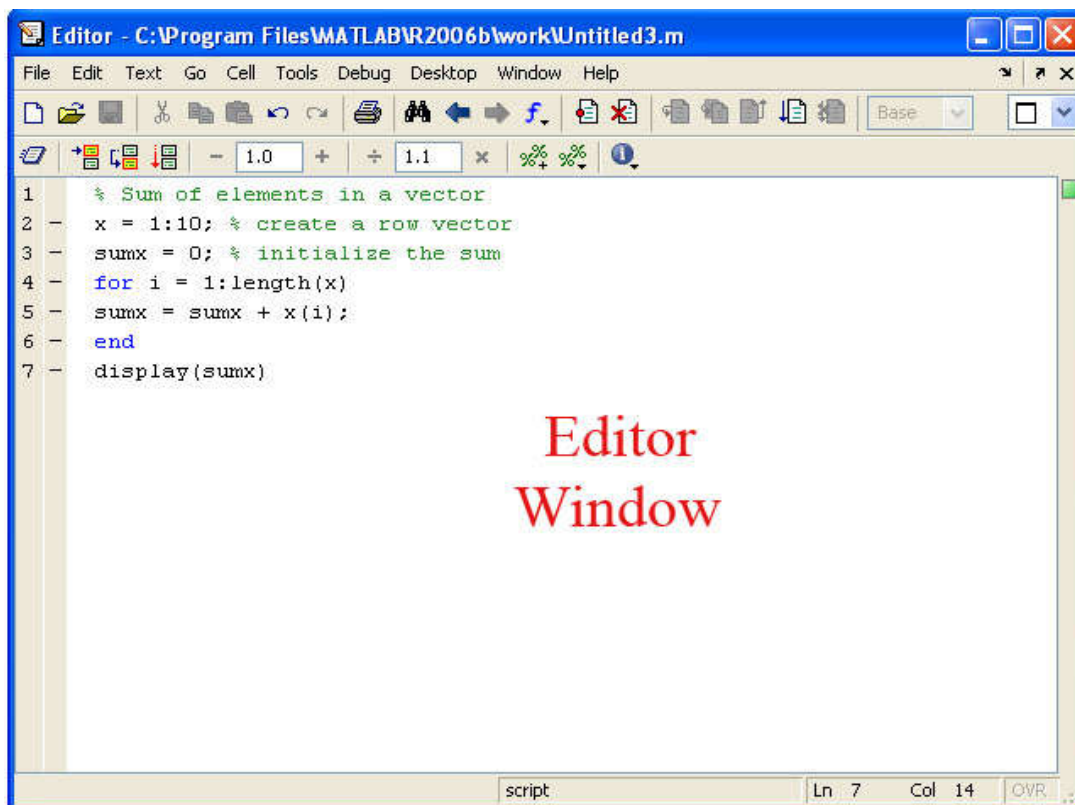 Editor - C:\Program Files\MATLAB\R2006b\work\Untitled3.m
File Edit Text Go Cell Tools Debug Desktop Window Help
Base
1.0 1.1
1 % Sum of elements in a vector
2 - x = 1:10; % create a row vector
3 - sumx = 0; % initialize the sum
4 - for i = 1:length(x)
5 - sumx = sumx + x(i);
6 - end
7 - display(sumx)
Editor
Window
script Ln 7 Col 14 OVR